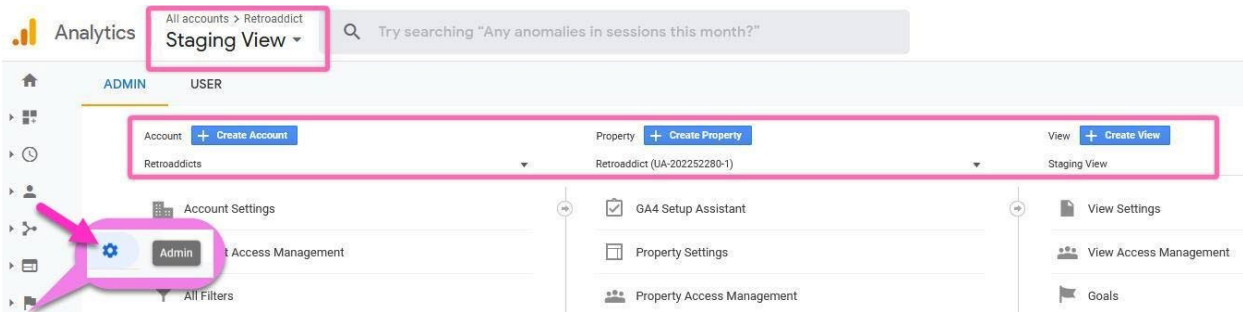 All accounts > Retroaddict
Analytics
Staging View
Try searching "Any anomalies in sessions this month?"
ADMIN USER
Account + Create Account Property + Create Property View + Create View
Retroaddicts Retroaddict (UA-202252280-1) Staging View
Account Settings GA4 Setup Assistant View Settings
Admin Access Management Property Settings View Access Management
All Filters Property Access Management Goals